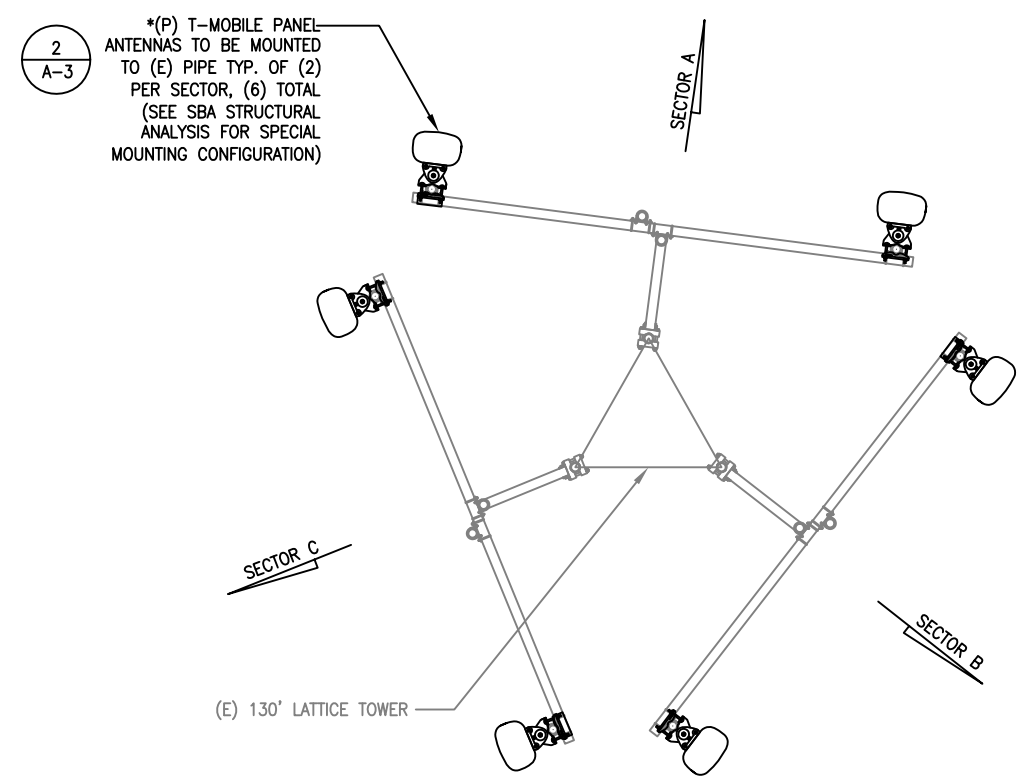 2
A-3
*(P) T-MOBILE PANEL
ANTENNAS TO BE MOUNTED
TO (E) PIPE TYP. OF (2)
PER SECTOR, (6) TOTAL
(SEE SBA STRUCTURAL
ANALYSIS FOR SPECIAL
MOUNTING CONFIGURATION)
SECTOR A
SECTOR C
SECTOR B
(E) 130' LATTICE TOWER